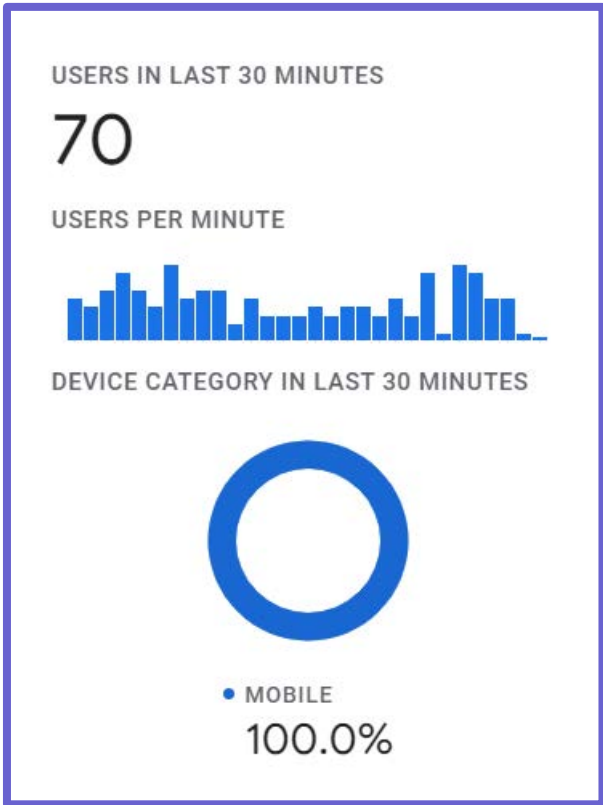 USERS IN LAST 30 MINUTES
70
USERS PER MINUTE
DEVICE CATEGORY IN LAST 30 MINUTES
MOBILE
100.0%